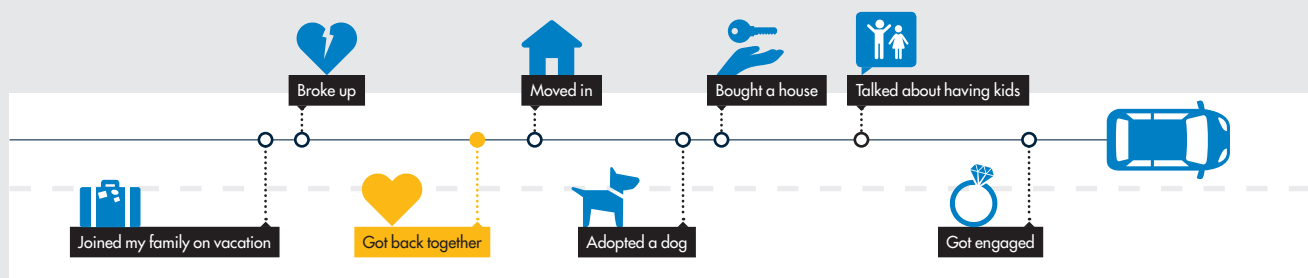 Joined my family on vacation
Broke up
Got back together
Moved in
Adopted a dog
Bought a house
Talked about having kids
Got engaged